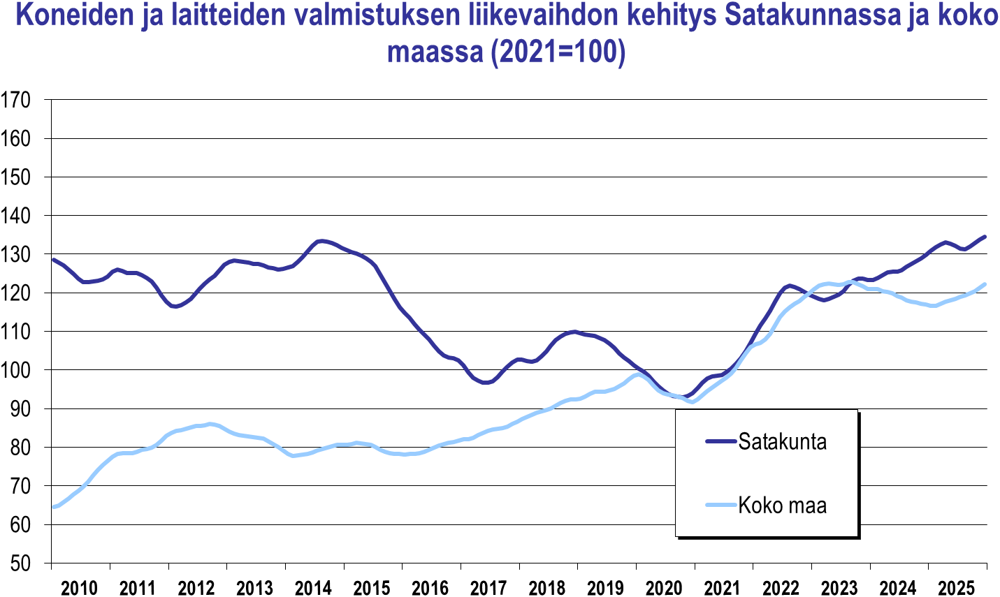 Koneiden ja laitteiden valmistuksen liikevaihdon kehitys Satakunnassa ja koko
maassa (2021=100)
170
160
150
140
130
120
110
100
90
80
70
60
50
Satakunta
Koko maa
2010 2011 2012 2013 2014 2015 2016 2017 2018 2019 2020 2021 2022 2023 2024 2025